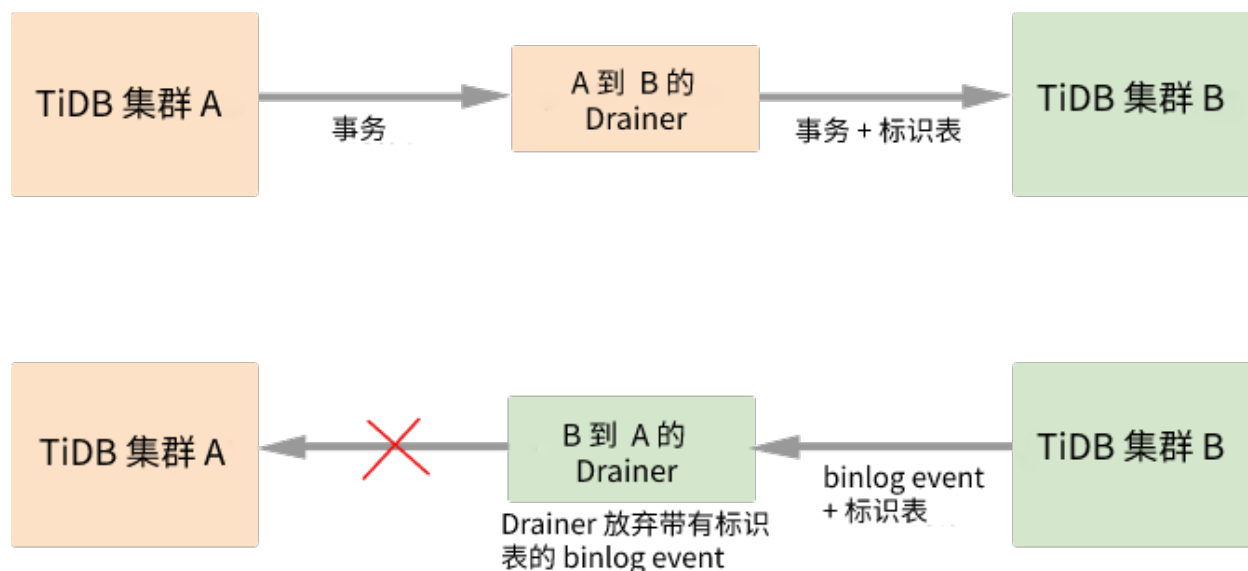 TiDB 集群 A
事务
A 到 B 的
Drainer
事务 + 标识表
TiDB 集群 B
TiDB 集群 A
B 到 A 的
Drainer
Drainer 放弃带有标识
表的 binlog event
binlog event
+ 标识表
TiDB 集群 B